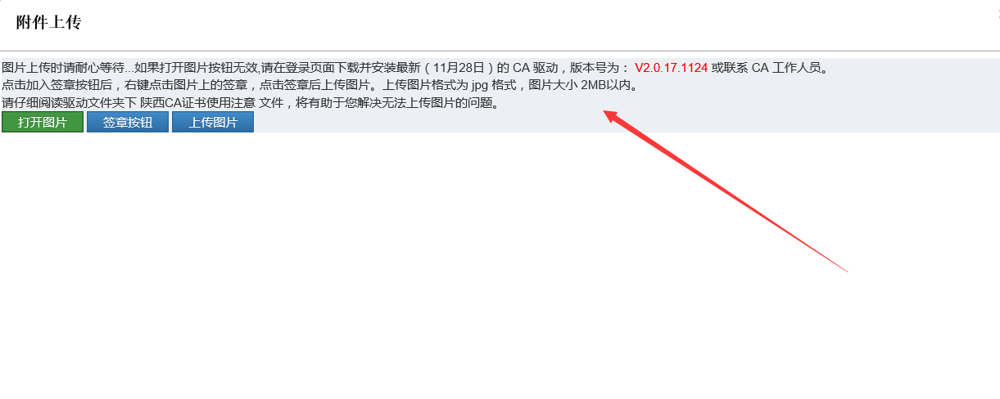 附件上传
图片上传时请耐心等待...如果打开图片按钮无效,请在登录页面下载并安装最新（11月28日）的 CA 驱动，版本号为： V2.0.17.1124 或联系 CA 工作人员。
点击加入签章按钮后，右键点击图片上的签章，点击签章后上传图片。上传图片格式为 jpg 格式，图片大小 2MB以内。
请仔细阅读驱动文件夹下 陕西CA证书使用注意 文件，将有助于您解决无法上传图片的问题。
打开图片 签章按钮 上传图片